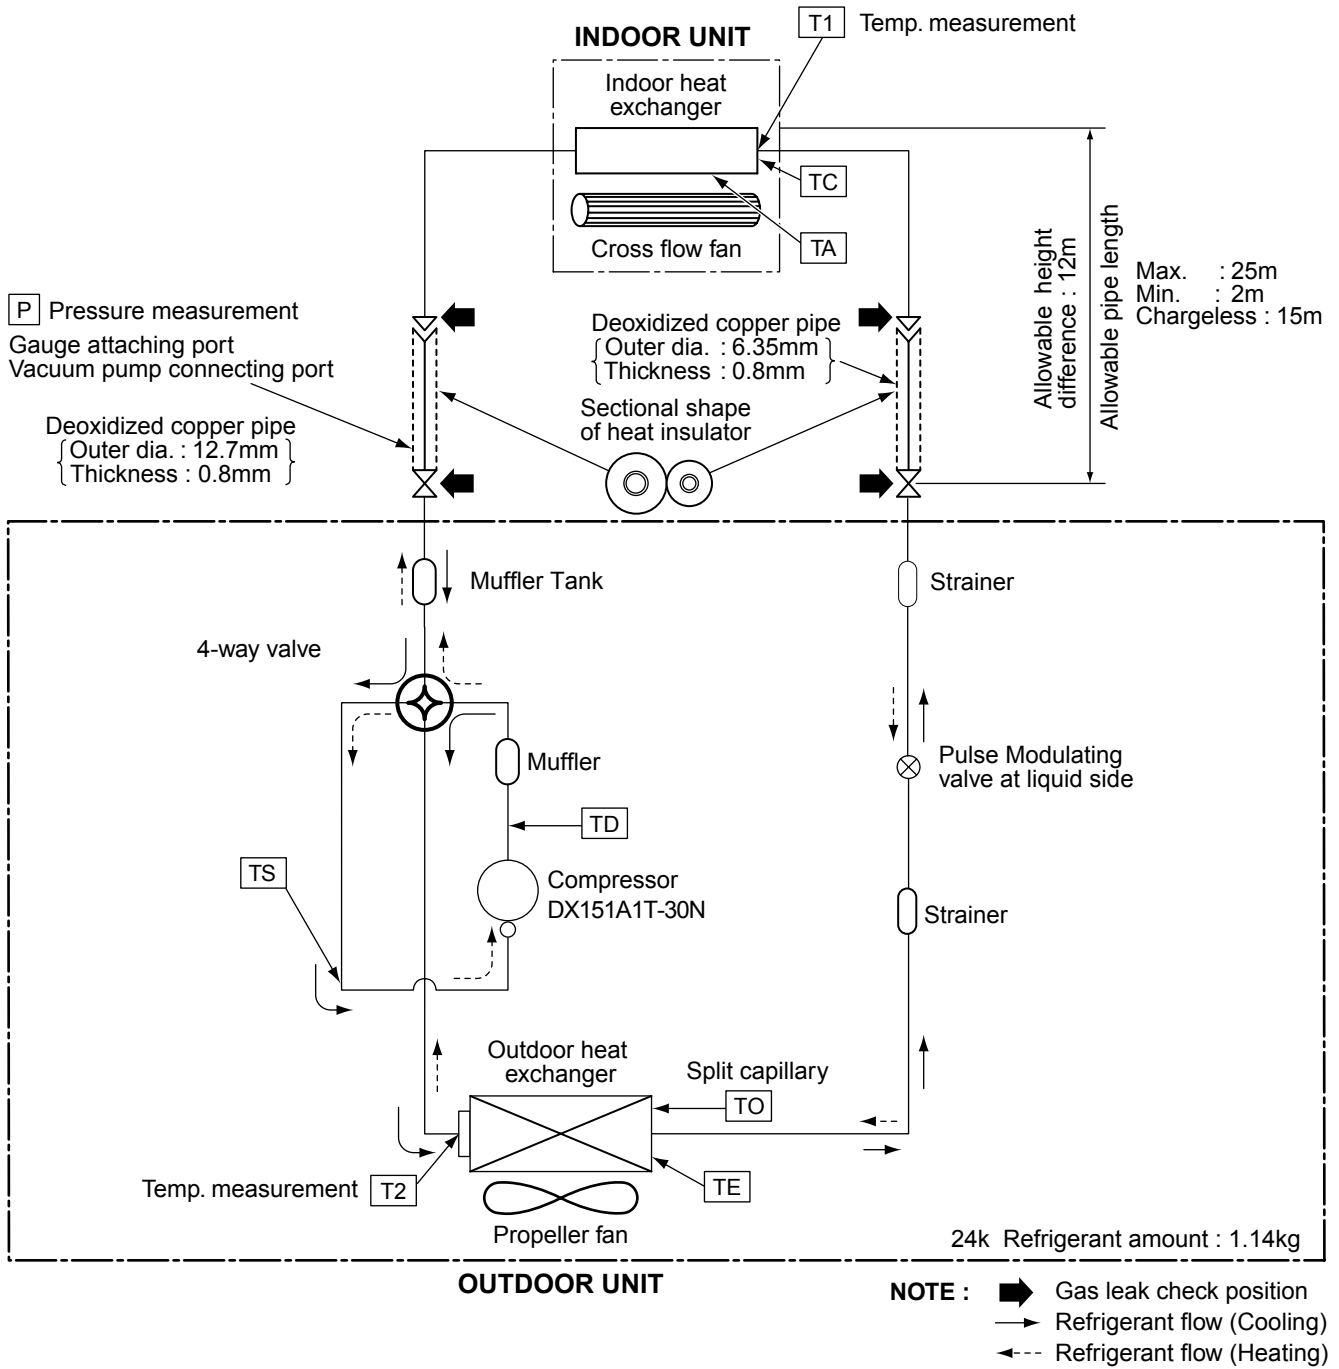 T1 Temp. measurement
INDOOR UNIT
Indoor heat
exchanger
TC
TA
Cross flow fan
Allowable height
difference : 12m
Allowable pipe length
Max. : 25m
Min. : 2m
Chargeless : 15m
P Pressure measurement
Gauge attaching port
Vacuum pump connecting port
Deoxidized copper pipe
Outer dia. : 12.7mm
Thickness : 0.8mm
Deoxidized copper pipe
Outer dia. : 6.35mm
Thickness : 0.8mm
Sectional shape
of heat insulator
Muffler Tank
Strainer
4-way valve
Muffler
Pulse Modulating
valve at liquid side
TD
TS
Compressor
DX151A1T-30N
Strainer
Outdoor heat
exchanger
Split capillary
TO
Temp. measurement T2
TE
Propeller fan
24k Refrigerant amount : 1.14kg
OUTDOOR UNIT
NOTE : Gas leak check position
Refrigerant flow (Cooling)
Refrigerant flow (Heating)